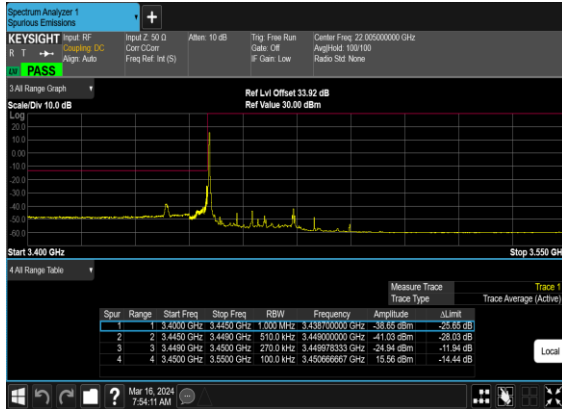 Spectrum Analyzer 1
Spurious Emissions
+
KEYSIGHT Input: RF Input Z: 50 Ω Atten: 10 dB Trig: Free Run Center Freq: 22.005000000 GHz
R T Coupling: DC Corr CCorr Gate: Off Avg|Hold: 100/100
Align: Auto Freq Ref: Int (S) IF Gain: Low Radio Std: None
PASS
3 All Range Graph
Ref Lvl Offset 33.92 dB
Scale/Div 10.0 dB Ref Value 30.00 dBm
Log
20.0
10.0
0.00
-10.0
-20.0
-30.0
-40.0
-50.0
-60.0
Start 3.400 GHz Stop 3.550 GH
4 All Range Table
Measure Trace Trace 1
Trace Type Trace Average (Active)
Spur Range Start Freq Stop Freq RBW Frequency Amplitude ΔLimit
1 1 3.4000 GHz 3.4450 GHz 1.000 MHz 3.438700000 GHz -38.65 dBm -25.65 dB
2 2 3.4450 GHz 3.4490 GHz 510.0 kHz 3.449000000 GHz -41.03 dBm -28.03 dB
3 3 3.4490 GHz 3.4500 GHz 270.0 kHz 3.449978333 GHz -24.94 dBm -11.94 dB
4 4 3.4500 GHz 3.5500 GHz 100.0 kHz 3.450666667 GHz 15.56 dBm -14.44 dB
Local
? Mar 16, 2024
7:54:11 AM